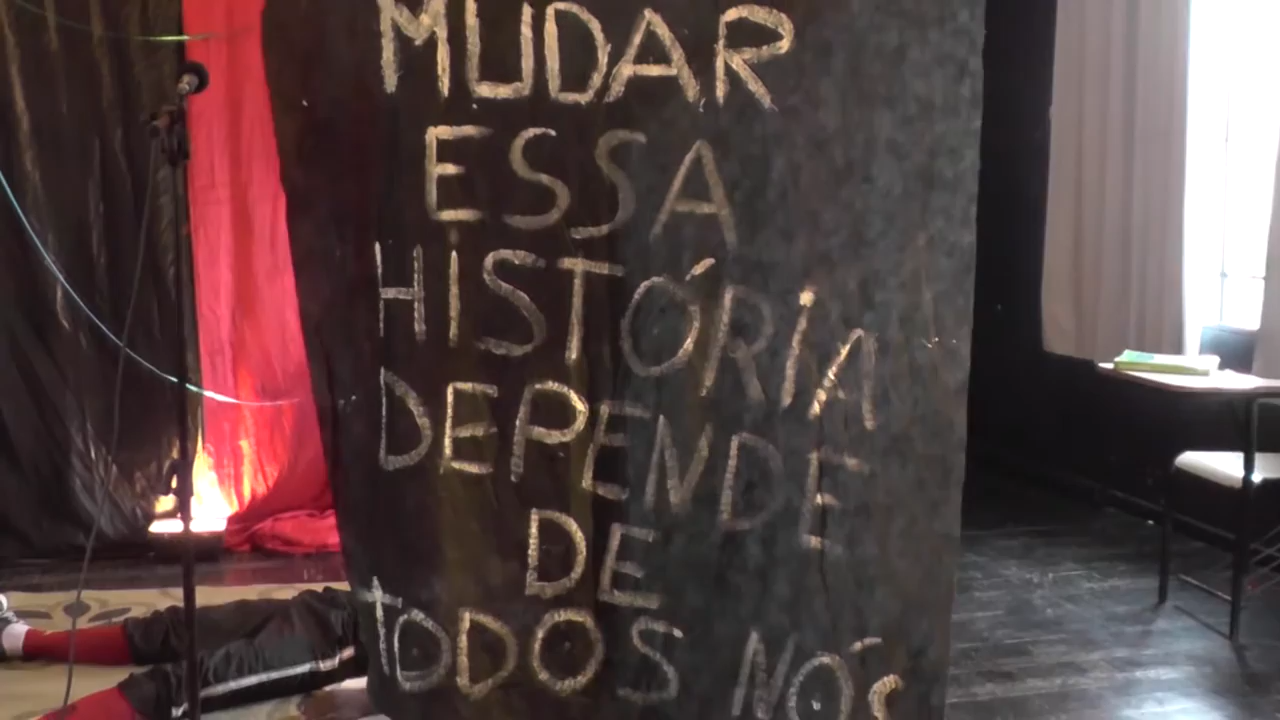 MUDAR
ESSA
HISTÓRIA
DEPENDE
DE
tODOS NÓS